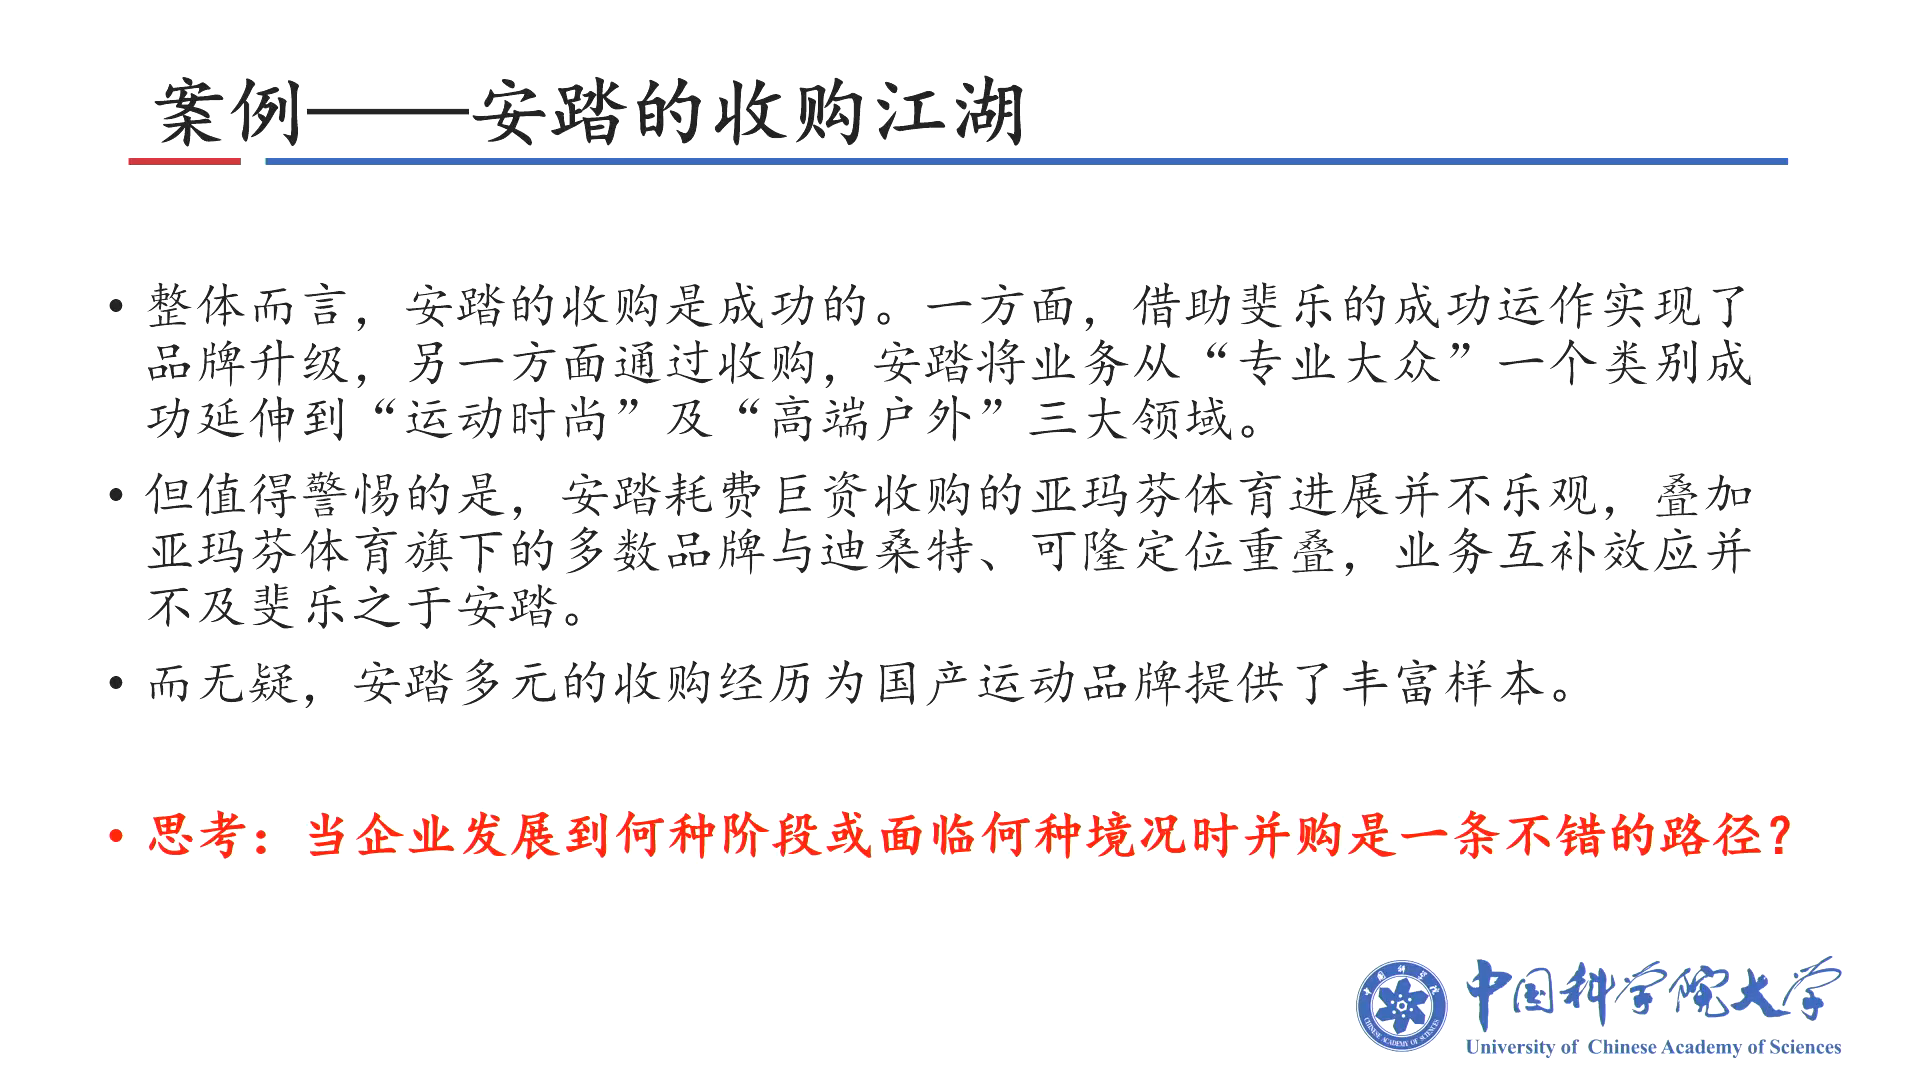 案例——安踏的收购江湖
• 整体而言，安踏的收购是成功的。一方面，借助斐乐的成功运作实现了
品牌升级，另一方面通过收购，安踏将业务从“专业大众”一个类别成
功延伸到“运动时尚”及“高端户外”三大领域。
• 但值得警惕的是，安踏耗费巨资收购的亚玛芬体育进展并不乐观，叠加
亚玛芬体育旗下的多数品牌与迪桑特、可隆定位重叠，业务互补效应并
不及斐乐之于安踏。
• 而无疑，安踏多元的收购经历为国产运动品牌提供了丰富样本。
• 思考：当企业发展到何种阶段或面临何种境况时并购是一条不错的路径？
中国科学院
CHINESE ACADEMY OF SCIENCES
中国科学院大学
University of Chinese Academy of Sciences